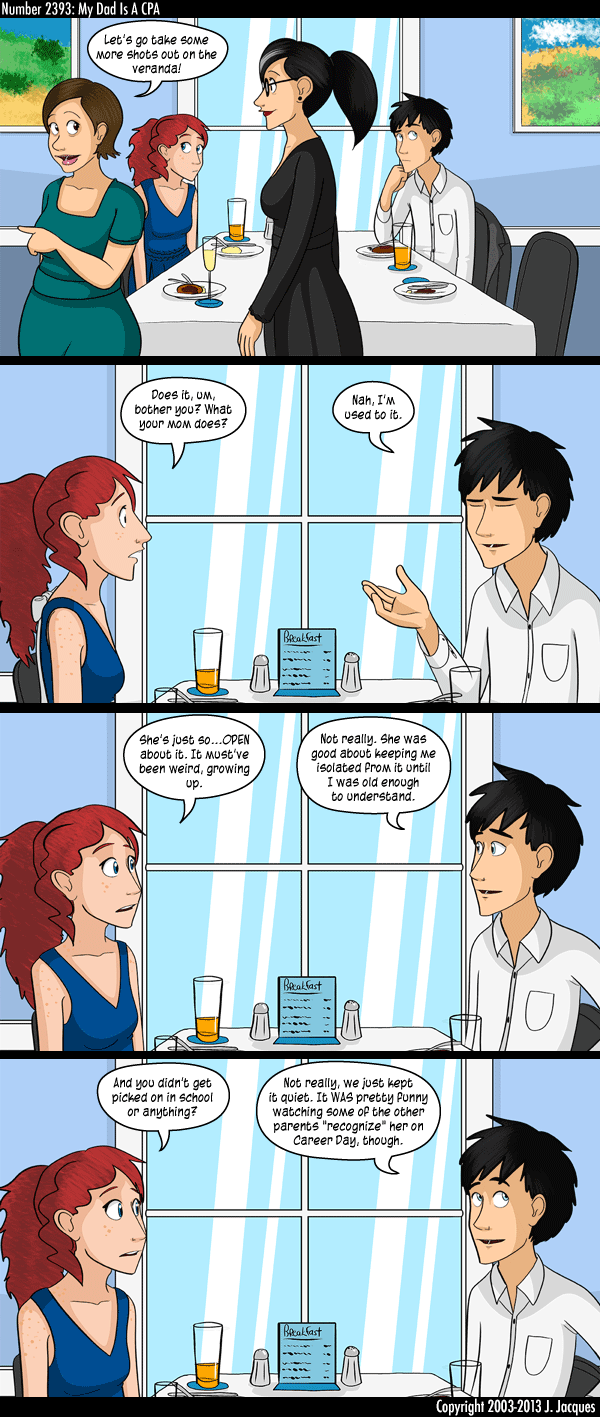 Number 2393: My Dad Is A CPA
Let's go take some
more shots out on the
veranda!
Does it, um,
bother you? What
your mom does?
Nah, I'm
used to it.
Breakfast
She's just so...OPEN
about it. It must've
been weird, growing
up.
Not really. She was
good about keeping me
isolated from it until
I was old enough
to understand.
Breakfast
And you didn't get
picked on in school
or anything?
Not really, we just kept
it quiet. It WAS pretty funny
watching some of the other
parents "recognize" her on
Career Day, though.
Breakfast
Copyright 2003-2013 J. Jacques